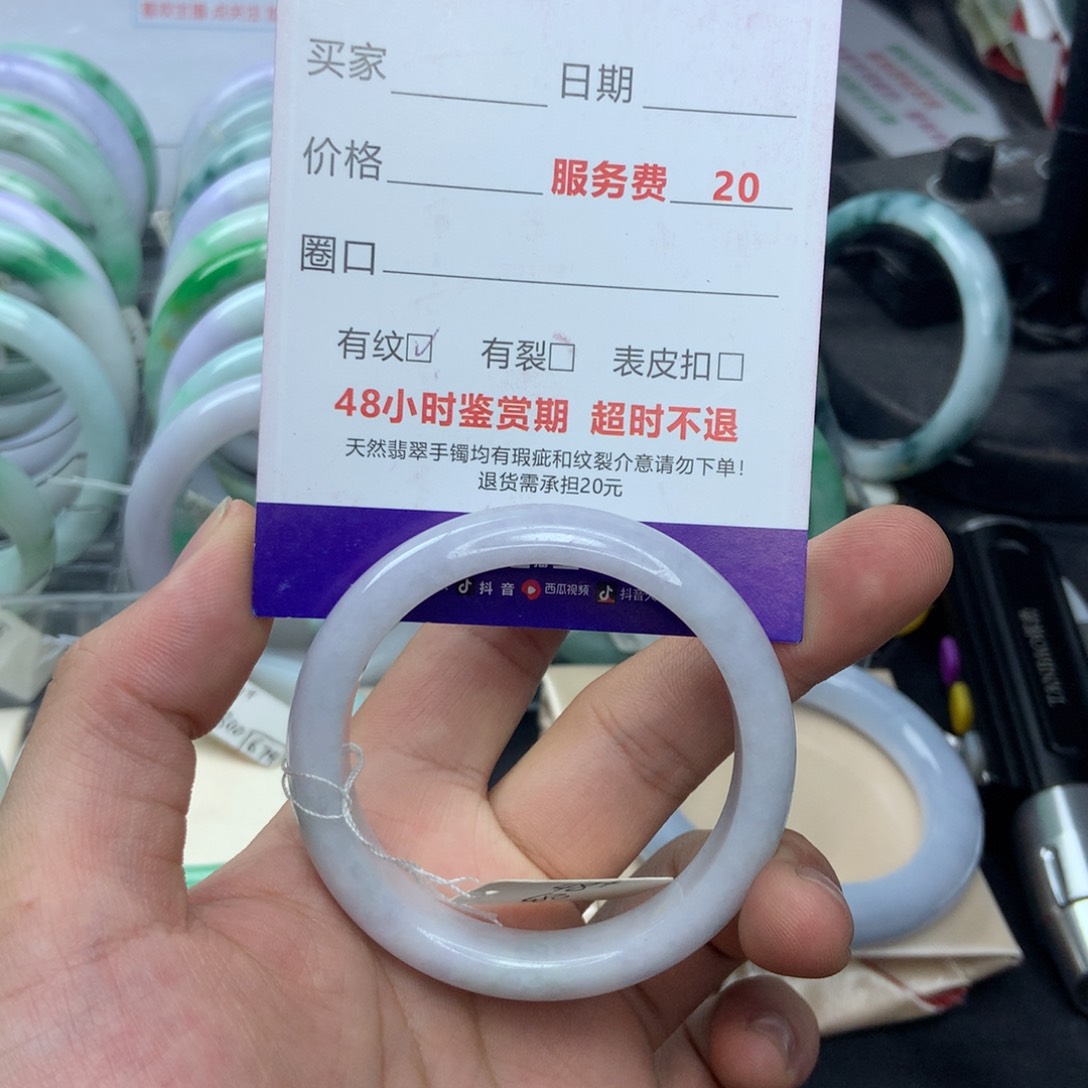 买家 日期
价格 服务费 20
圈口
有纹☑ 有裂□ 表皮扣□
48小时鉴赏期 超时不退
天然翡翠手镯均有瑕疵和纹裂介意请勿下单！
退货需承担20元
抖音 西瓜视频 抖音